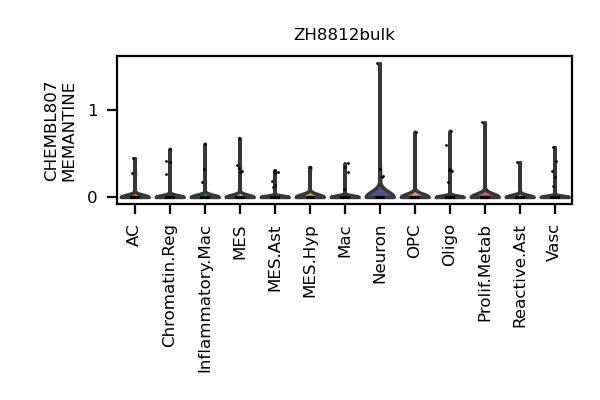 ZH8812bulk
CHEMBL807
MEMANTINE
1
0
AC
Chromatin.Reg
Inflammatory.Mac
MES
MES.Ast
MES.Hyp
Mac
Neuron
OPC
Oligo
Prolif.Metab
Reactive.Ast
Vasc